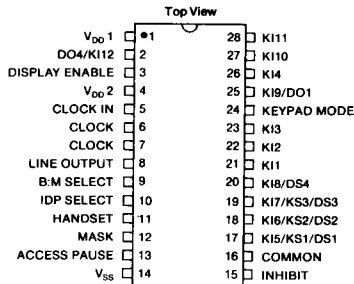 Top View
V_DD 1 1 28 KI11
DO4/KI12 2 27 KI10
DISPLAY ENABLE 3 26 KI4
V_DD 2 4 25 KI9/DO1
CLOCK IN 5 24 KEYPAD MODE
CLOCK 6 23 KI3
CLOCK 7 22 KI2
LINE OUTPUT 8 21 KI1
B:M SELECT 9 20 KI8/DS4
IDP SELECT 10 19 KI7/KS3/DS3
HANDSET 11 18 KI6/KS2/DS2
MASK 12 17 KI5/KS1/DS1
ACCESS PAUSE 13 16 COMMON
V_SS 14 15 INHIBIT